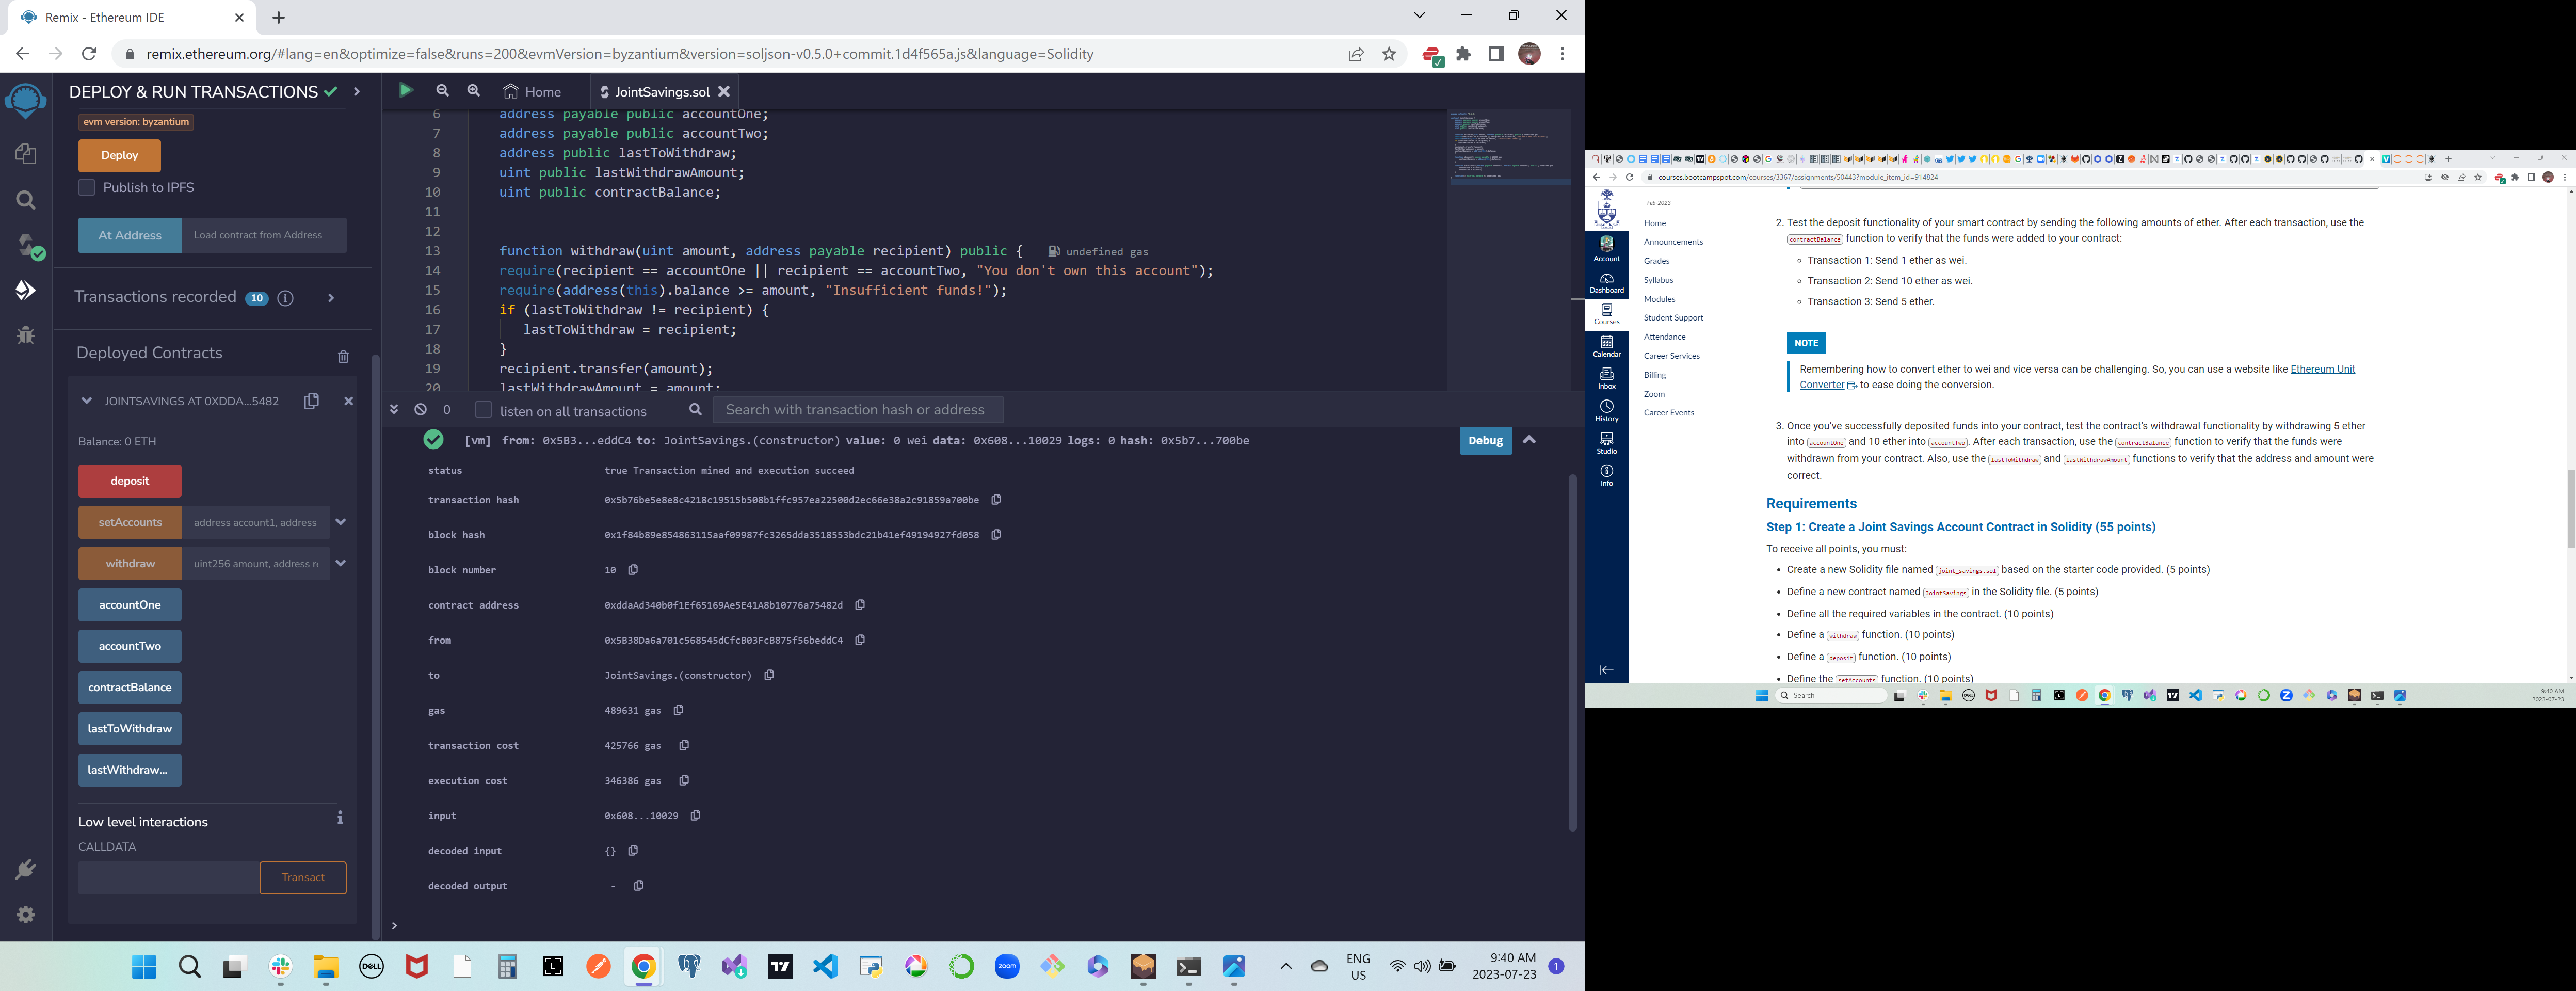 Remix - Ethereum IDE
remix.ethereum.org/#lang=en&optimize=false&runs=200&evmVersion=byzantium&version=soljson-v0.5.0+commit.1d4f565a.js&language=Solidity
DEPLOY & RUN TRANSACTIONS
evm version: byzantium
Deploy
Publish to IPFS
At Address
Load contract from Address
Transactions recorded 10
Deployed Contracts
JOINTSAVINGS AT 0XDDA...5482
Balance: 0 ETH
deposit
setAccounts
address account1, address
withdraw
uint256 amount, address r
accountOne
accountTwo
contractBalance
lastToWithdraw
lastWithdraw...
Low level interactions
CALLDATA
Transact
Home
JointSavings.sol
6 address payable public accountOne;
7 address payable public accountTwo;
8 address public lastToWithdraw;
9 uint public lastWithdrawAmount;
10 uint public contractBalance;
11
12
13 function withdraw(uint amount, address payable recipient) public { undefined gas
14 require(recipient == accountOne || recipient == accountTwo, "You don't own this account");
15 require(address(this).balance >= amount, "Insufficient funds!");
16 if (lastToWithdraw != recipient) {
17 lastToWithdraw = recipient;
18 }
19 recipient.transfer(amount);
20 lastWithdrawAmount = amount;
0
listen on all transactions
Search with transaction hash or address
[vm] from: 0x5B3...eddC4 to: JointSavings.(constructor) value: 0 wei data: 0x608...10029 logs: 0 hash: 0x5b7...700be
Debug
status true Transaction mined and execution succeed
transaction hash 0x5b76be5e8e8c4218c19515b508b1ffc957ea22500d2ec66e38a2c91859a700be
block hash 0x1f84b89e854863115aaf09987fc3265dda3518553bdc21b41ef49194927fd058
block number 10
contract address 0xddaAd340b0f1Ef65169Ae5E41A8b10776a75482d
from 0x5B38Da6a701c568545dCfcB03FcB875f56beddC4
to JointSavings.(constructor)
gas 489631 gas
transaction cost 425766 gas
execution cost 346386 gas
input 0x608...10029
decoded input {}
decoded output -
>
DELL
zoom
ENG
US
9:40 AM
2023-07-23
1
courses.bootcampspot.com/courses/3367/assignments/50443?module_item_id=914824
Account
Dashboard
Courses
Calendar
Inbox
History
Studio
Info
Feb-2023
Home
Announcements
Grades
Syllabus
Modules
Student Support
Attendance
Career Services
Billing
Zoom
Career Events
2. Test the deposit functionality of your smart contract by sending the following amounts of ether. After each transaction, use the
contractBalance function to verify that the funds were added to your contract:
Transaction 1: Send 1 ether as wei.
Transaction 2: Send 10 ether as wei.
Transaction 3: Send 5 ether.
NOTE
Remembering how to convert ether to wei and vice versa can be challenging. So, you can use a website like Ethereum Unit
Converter to ease doing the conversion.
3. Once you've successfully deposited funds into your contract, test the contract's withdrawal functionality by withdrawing 5 ether
into accountOne and 10 ether into accountTwo. After each transaction, use the contractBalance function to verify that the funds were
withdrawn from your contract. Also, use the lastToWithdraw and lastWithdrawAmount functions to verify that the address and amount were
correct.
Requirements
Step 1: Create a Joint Savings Account Contract in Solidity (55 points)
To receive all points, you must:
Create a new Solidity file named joint_savings.sol based on the starter code provided. (5 points)
Define a new contract named JointSavings in the Solidity file. (5 points)
Define all the required variables in the contract. (10 points)
Define a withdraw function. (10 points)
Define a deposit function. (10 points)
Define the setAccounts function. (10 points)
Search
9:40 AM
2023-07-23